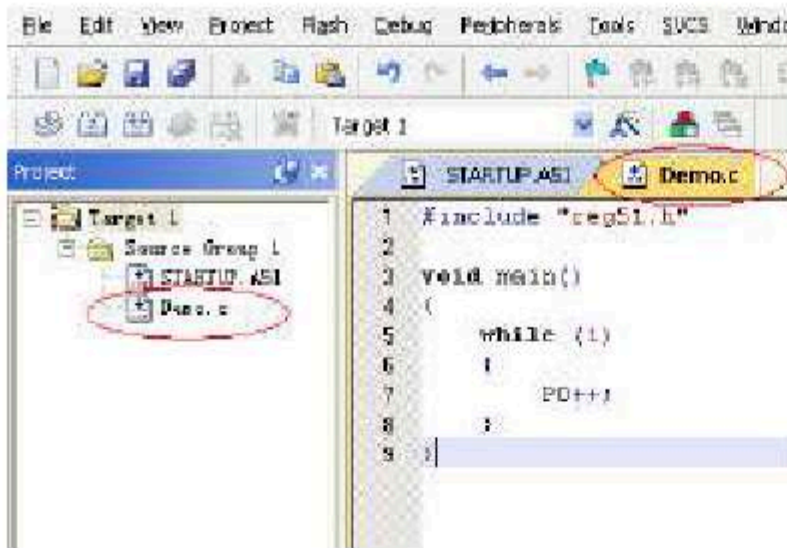 File Edit View Project Flash Debug Peripherals Tools SVCS Windo
Target 1
Project
STARTUP.A51 Demo.c
Target 1
Source Group 1
STARTUP.A51
Demo.c
1 #include "reg51.h"
2
3 void main()
4 {
5 while (1)
6 {
7 P0++;
8 }
9 }